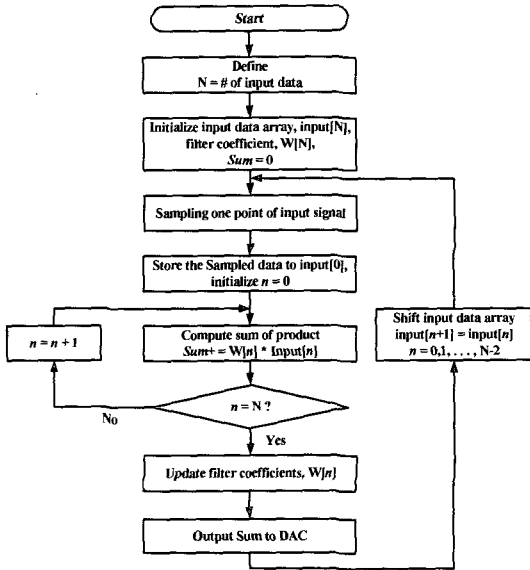 Start
Define
N = # of input data
Initialize input data array, input[N],
filter coefficient, W[N],
Sum = 0
Sampling one point of input signal
Store the Sampled data to input[0],
initialize n = 0
n = n + 1
Compute sum of product
Sum+ = W[n] * Input[n]
Shift input data array
input[n+1] = input[n]
n = 0,1, . . . , N-2
n = N ?
No
Yes
Update filter coefficients, W[n]
Output Sum to DAC